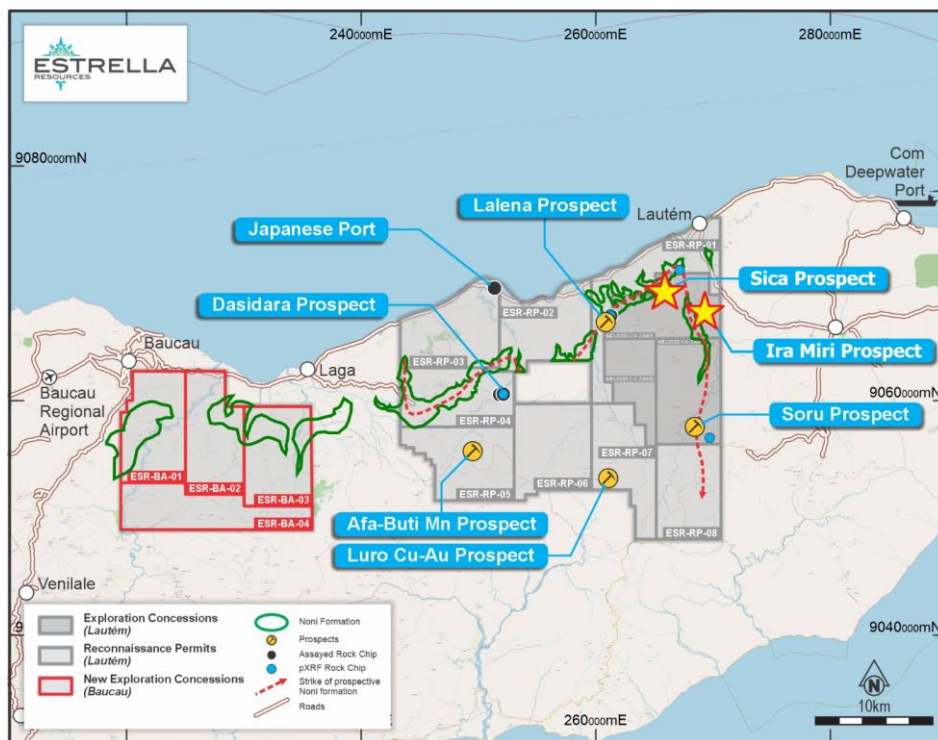 ESTRELLA
RESOURCES
240000mE
260000mE
280000mE
9080000mN
Com
Deepwater
Port
Lalena Prospect
Lautém
Japanese Port
ESR-RP-01
Sica Prospect
Dasidara Prospect
ESR-RP-02
Baucau
ESR-RP-03
Ira Miri Prospect
Laga
Baucau
Regional
Airport
9060000mN
ESR-RP-04
Soru Prospect
ESR-BA-01
ESR-BA-02
ESR-BA-03
ESR-BA-04
ESR-RP-05
ESR-RP-06
ESR-RP-07
ESR-RP-08
Afa-Buti Mn Prospect
Luro Cu-Au Prospect
Venilale
Exploration Concessions
(Lautém)
Reconnaissance Permits
(Lautém)
New Exploration Concessions
(Baucau)
Noni Formation
Prospects
Assayed Rock Chip
pXRF Rock Chip
Strike of prospective
Noni formation
Roads
9040000mN
N
10km
260000mE